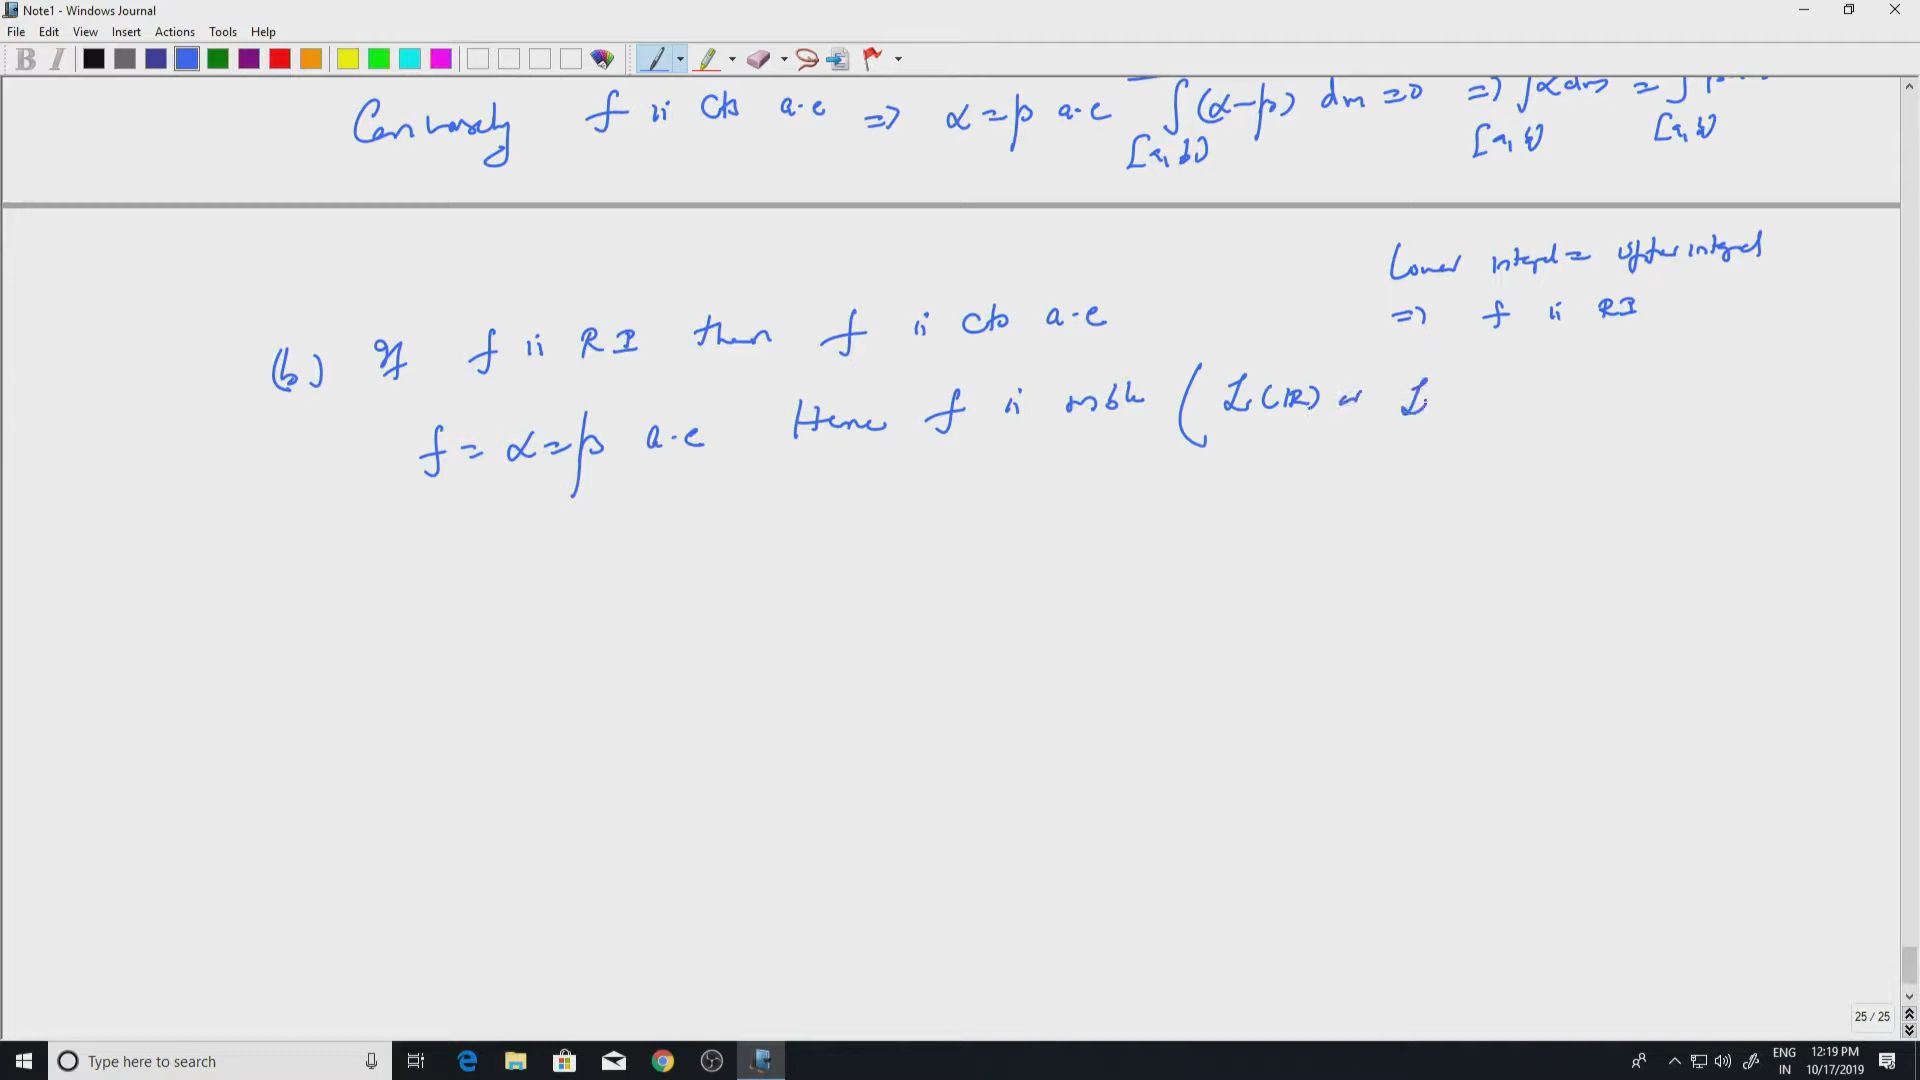 Note1 - Windows Journal
File Edit View Insert Actions Tools Help
Conversely f is cts a.e => α = β a.e ∫(α-β) dm = 0 => ∫α dm = ∫
[a, b] [a, b] [a, b]
Lower integral = upper integral
=> f is RI
(b) If f is RI then f is cts a.e
f = α = β a.e Hence f is msble ( L(IR) or L
25 / 25
Type here to search
ENG
IN
12:19 PM
10/17/2019